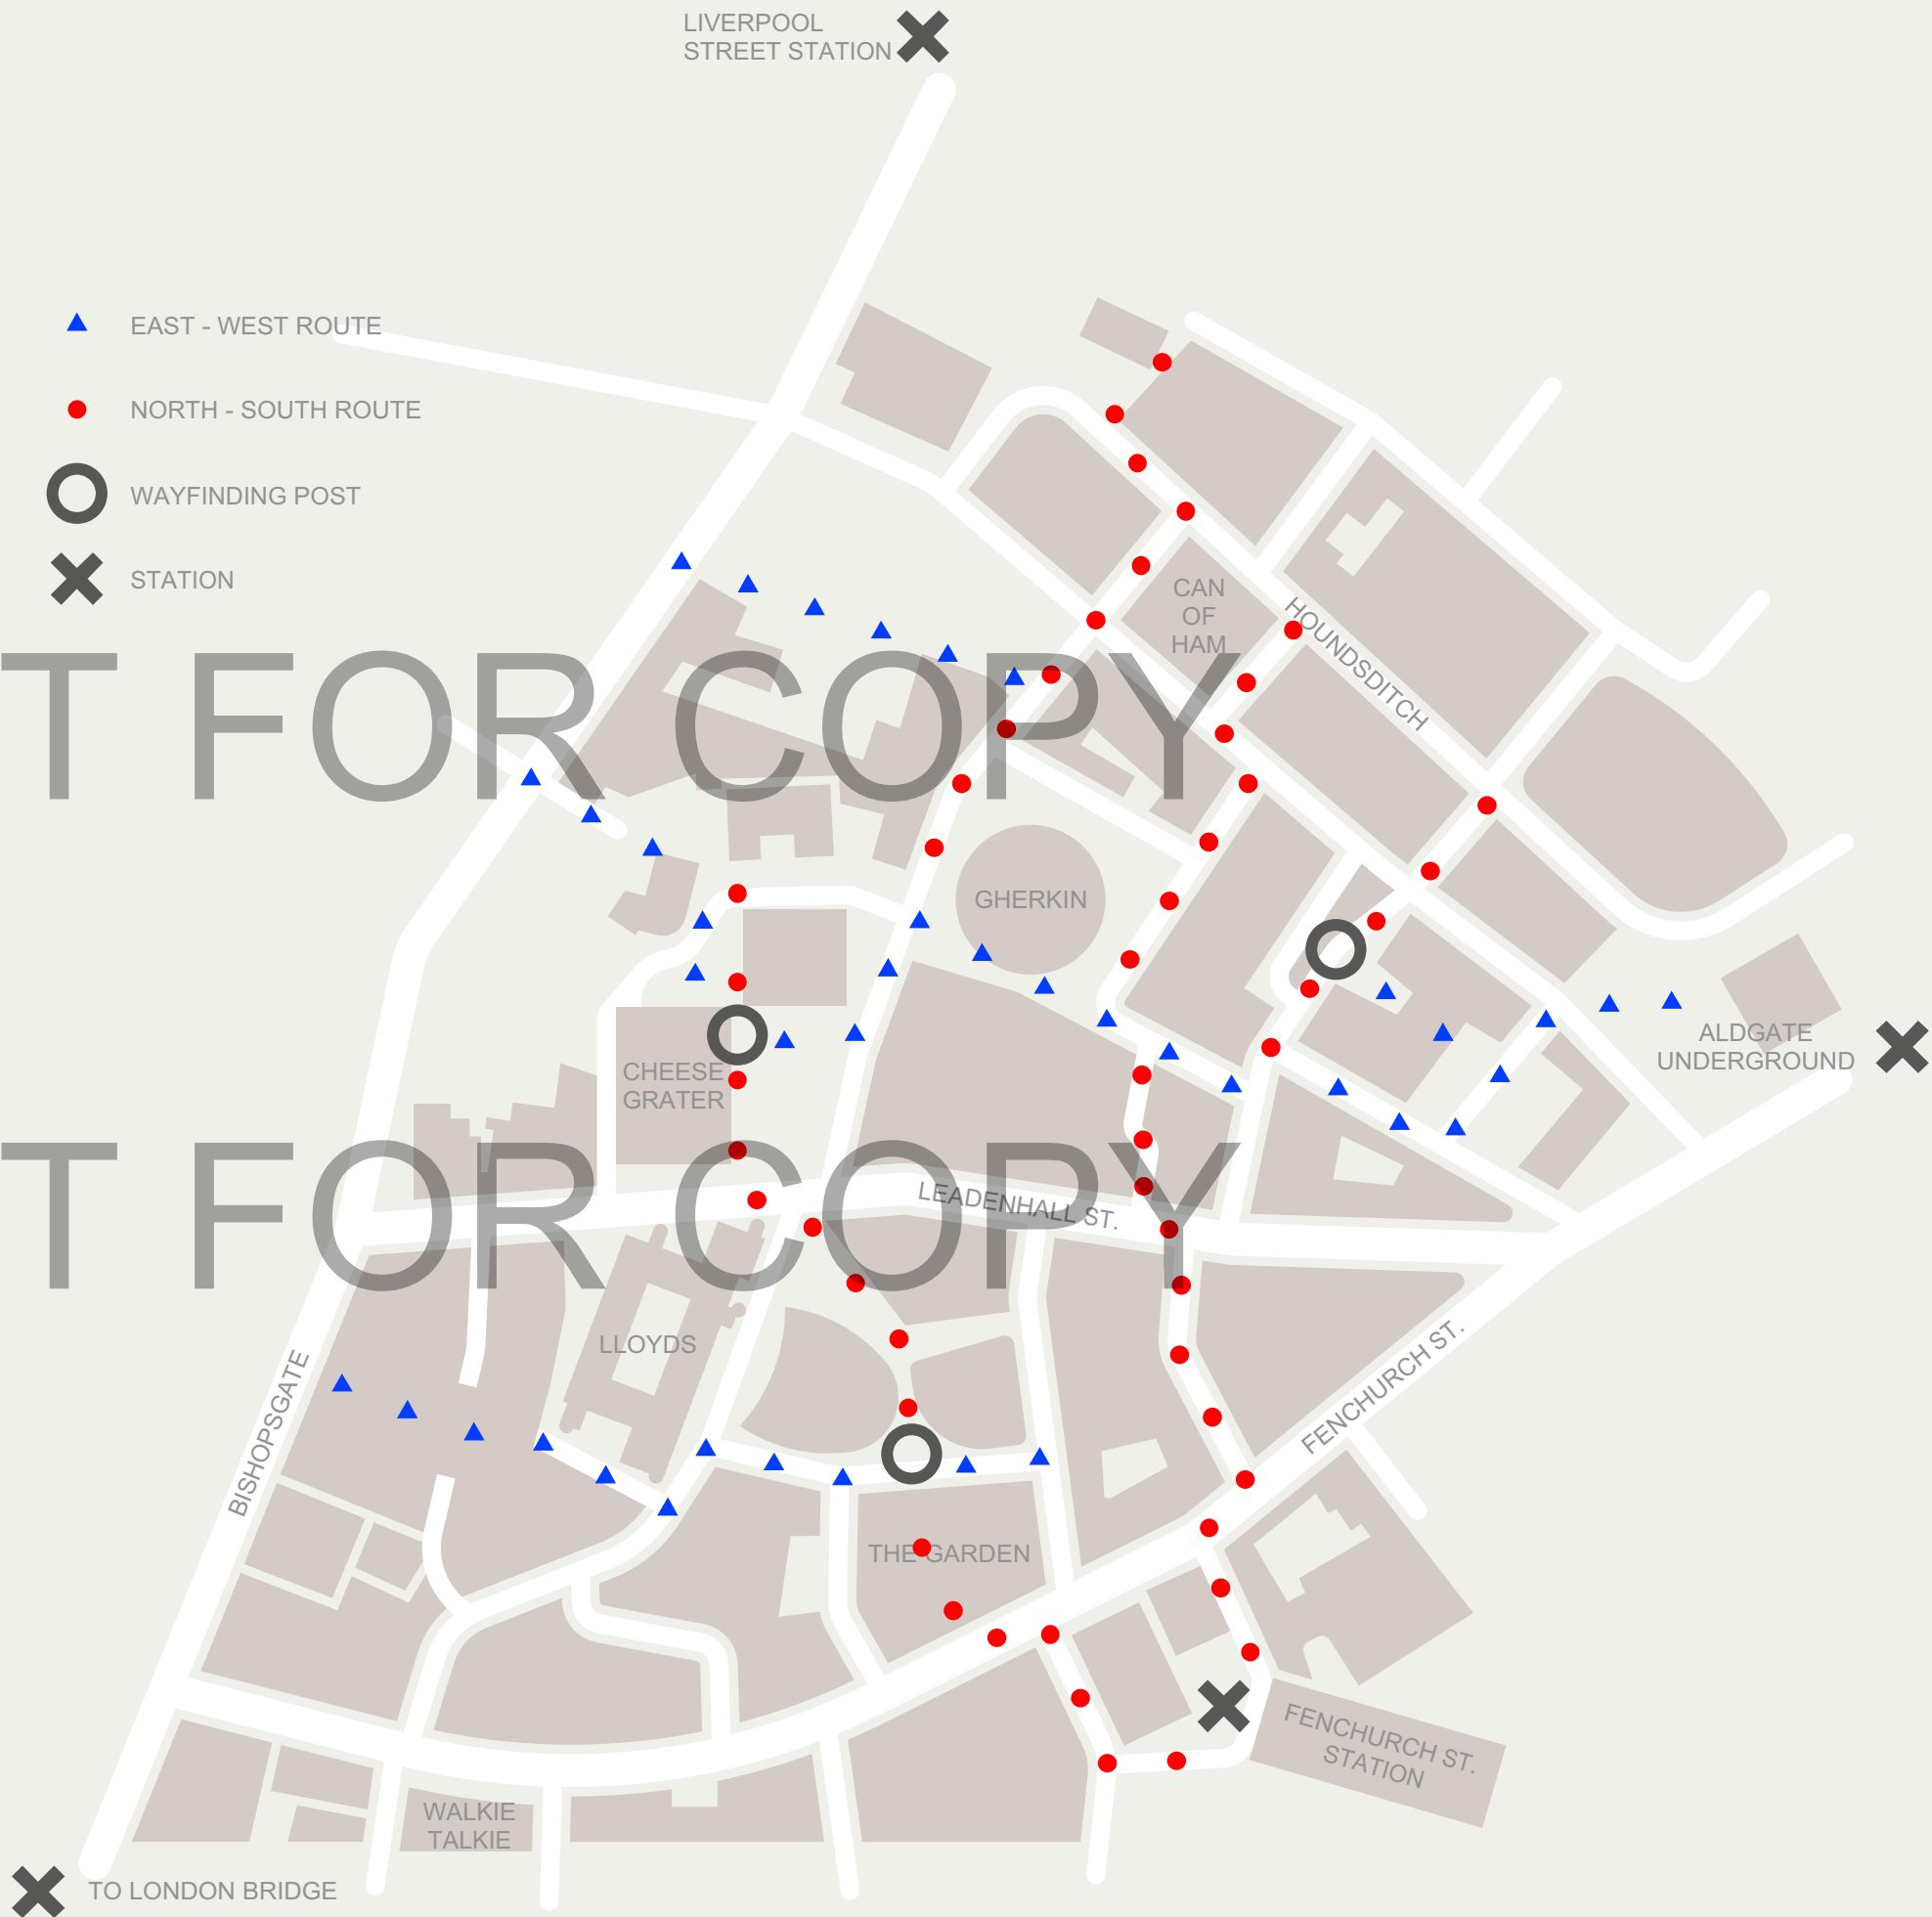 LIVERPOOL
STREET STATION
EAST - WEST ROUTE
NORTH - SOUTH ROUTE
WAYFINDING POST
STATION
CAN
OF
HAM
HOUNDSDITCH
T FOR COPY
GHERKIN
ALDGATE
UNDERGROUND
CHEESE
GRATER
T FOR COPY
LEADENHALL ST.
LLOYDS
BISHOPSGATE
FENCHURCH ST.
THE GARDEN
FENCHURCH ST.
STATION
WALKIE
TALKIE
TO LONDON BRIDGE